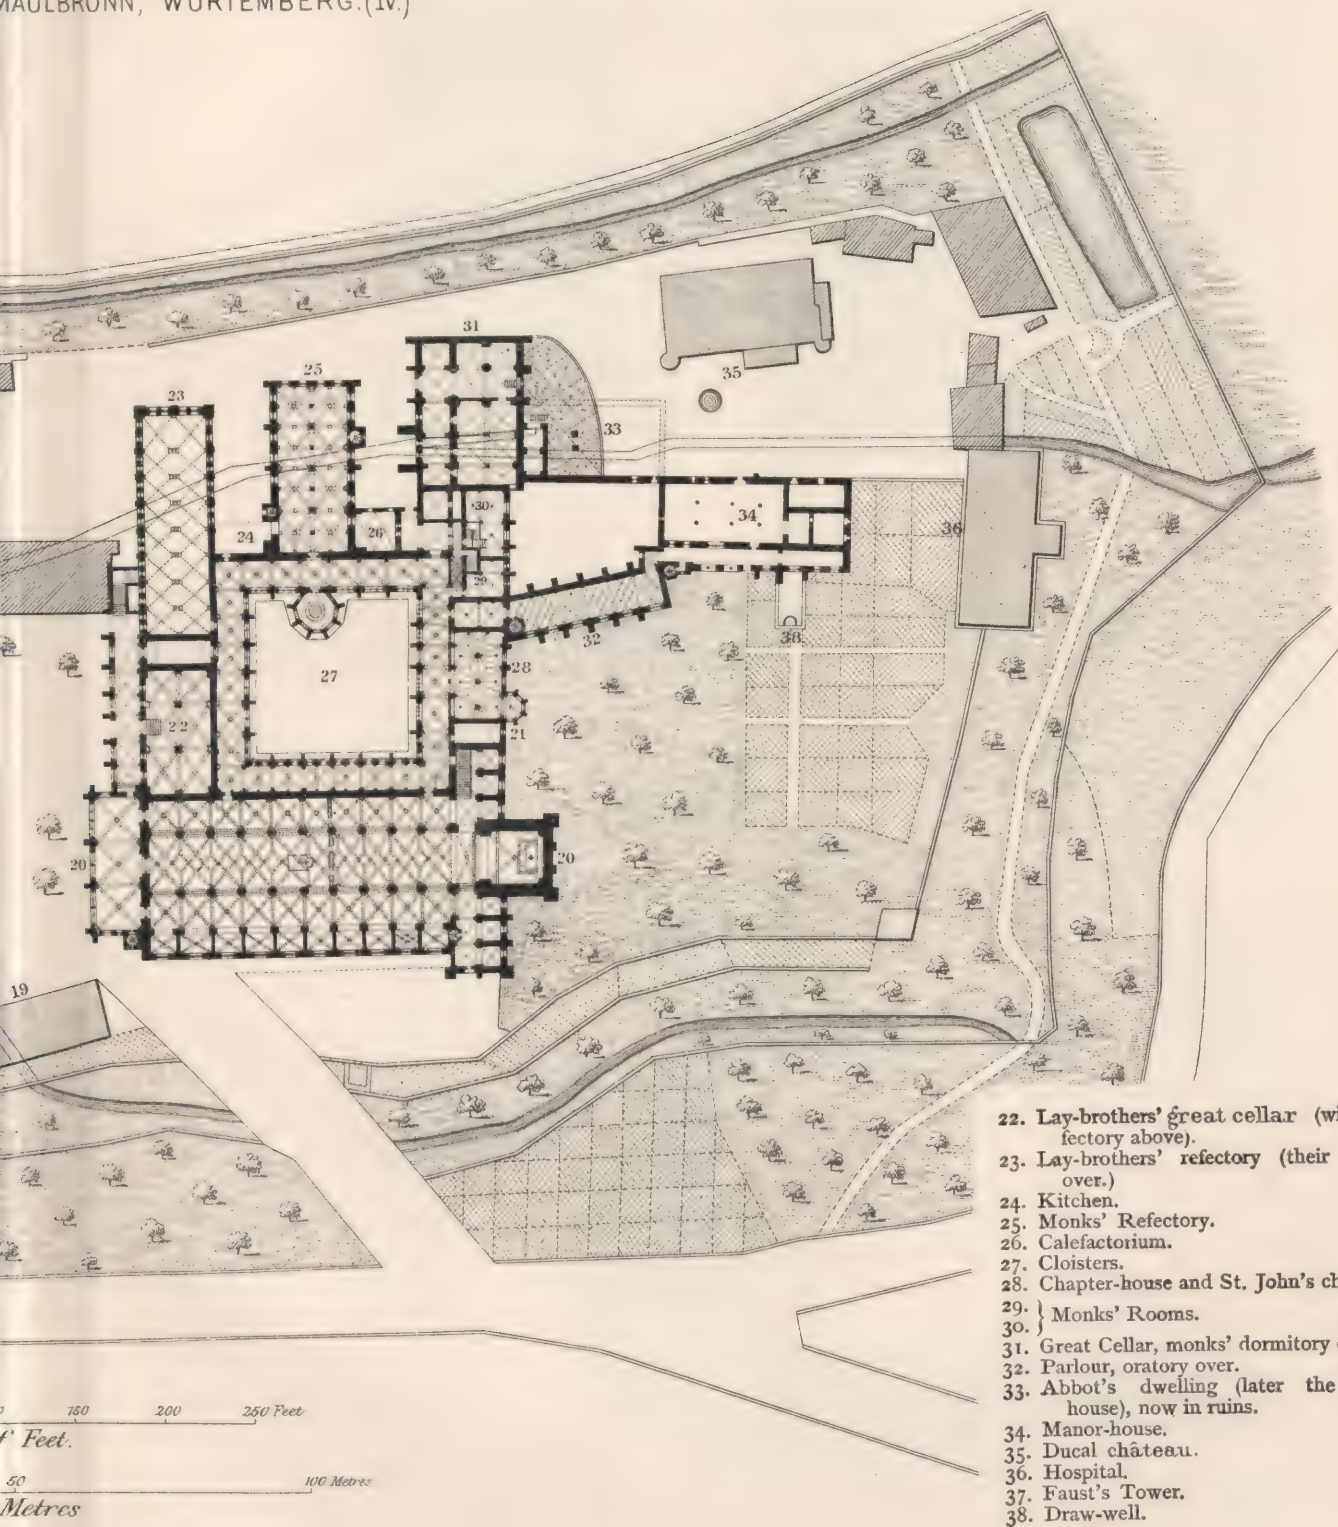 MAULBRONN, WÜRTEMBERG. (IV.)
31
25
35
23
33
30
34
24
26
36
29
32
38
28
27
21
22
20
20
19
22. Lay-brothers' great cellar
fectory above).
23. Lay-brothers' refectory (their
over.)
24. Kitchen.
25. Monks' Refectory.
26. Calefactorium.
27. Cloisters.
28. Chapter-house and St. John's
29. } Monks' Rooms.
30. }
31. Great Cellar, monks' dormitory
32. Parlour, oratory over.
33. Abbot's dwelling (later the
house), now in ruins.
34. Manor-house.
35. Ducal château.
36. Hospital.
37. Faust's Tower.
38. Draw-well.
150 200 250 Feet
Feet.
50 100 Metres
Metres